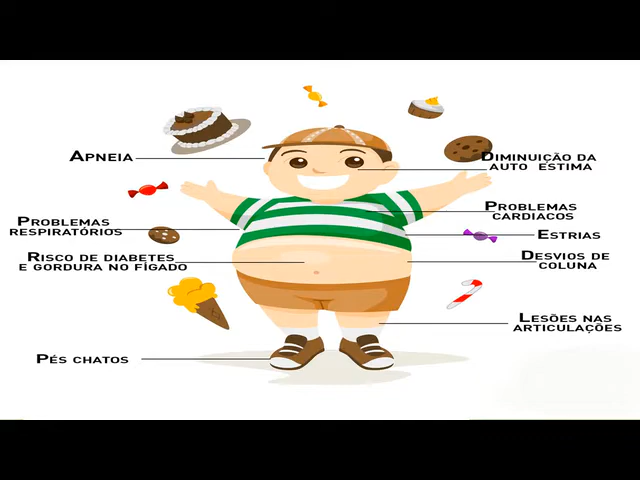 APNEIA
DIMINUIÇÃO DA
AUTO ESTIMA
PROBLEMAS
RESPIRATÓRIOS
PROBLEMAS
CARDIACOS
ESTRIAS
RISCO DE DIABETES
E GORDURA NO FÍGADO
DESVIOS DE
COLUNA
LESÕES NAS
ARTICULAÇÕES
PÉS CHATOS